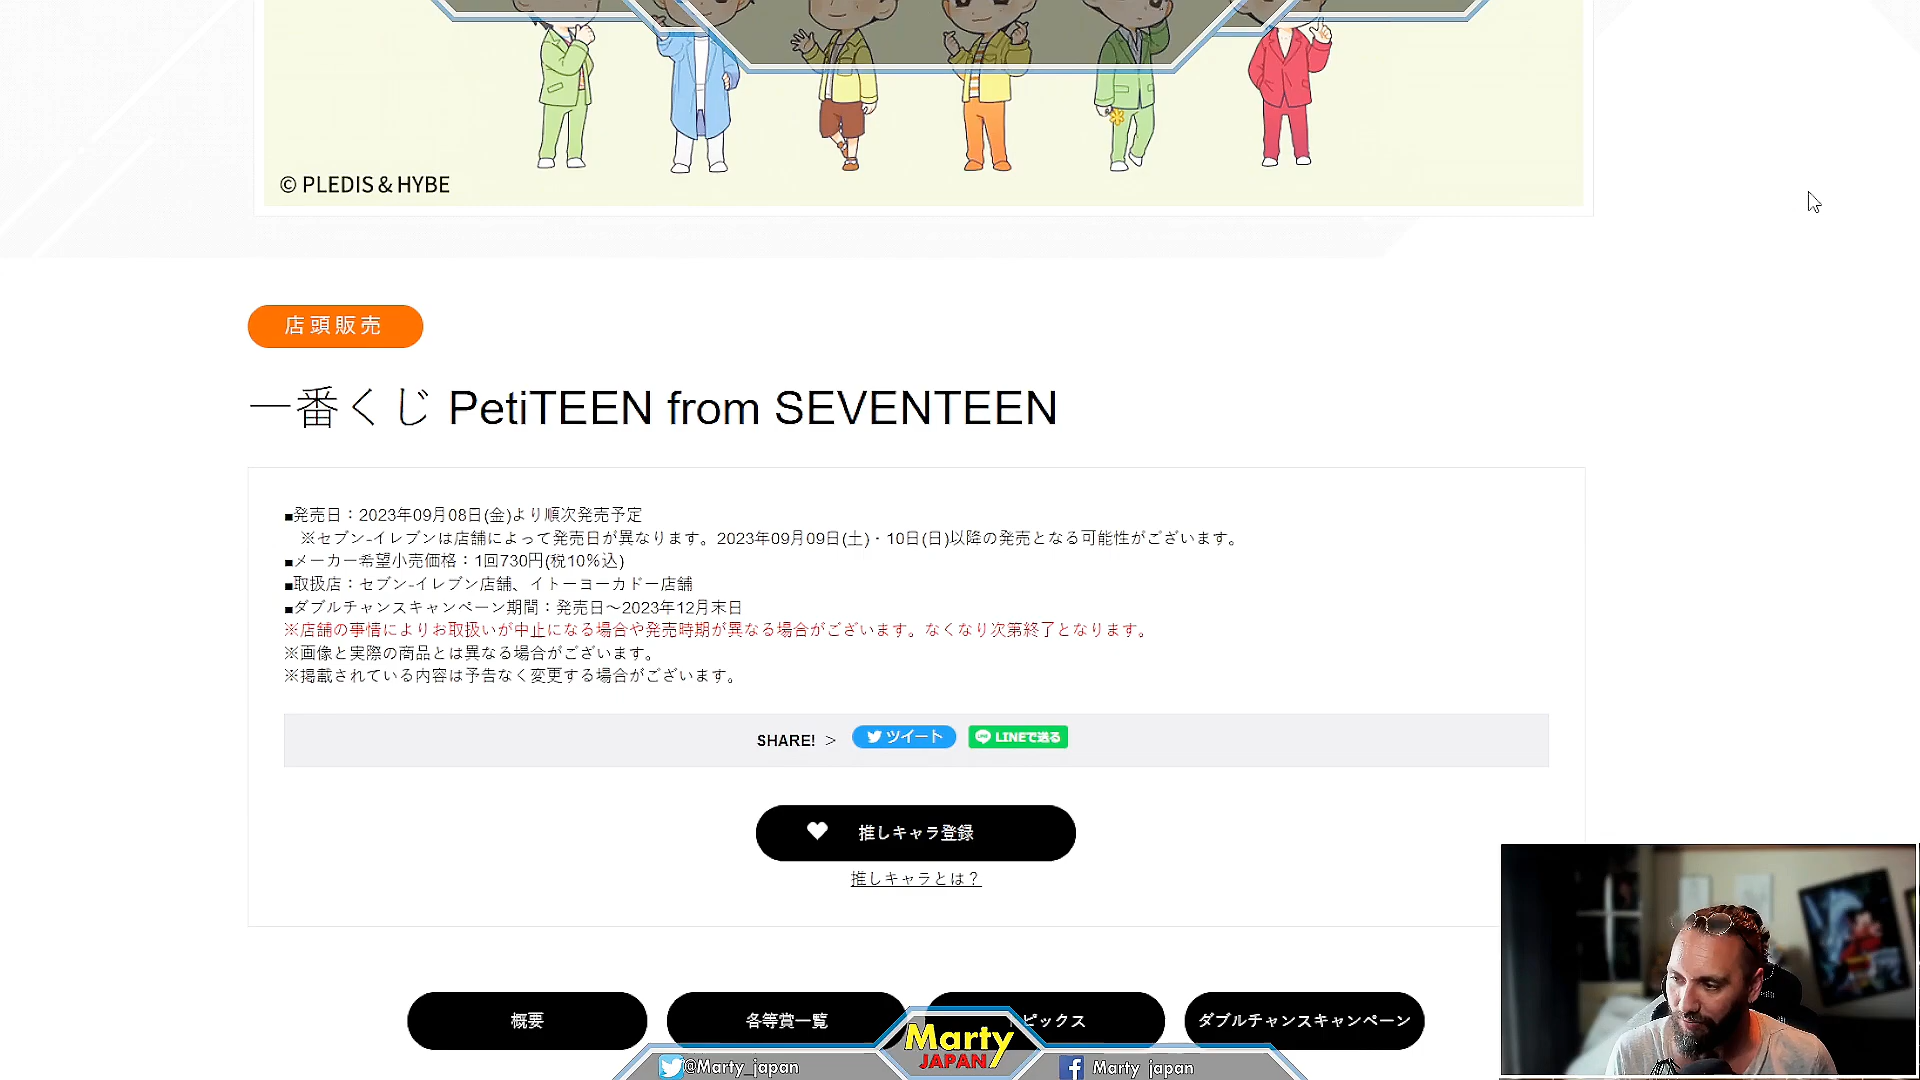 © PLEDIS & HYBE
店頭販売
一番くじ PetiTEEN from SEVENTEEN
■発売日：2023年09月08日(金)より順次発売予定
※セブン-イレブンは店舗によって発売日が異なります。2023年09月09日(土)・10日(日)以降の発売となる可能性がございます。
■メーカー希望小売価格：1回730円(税10％込)
■取扱店：セブン-イレブン店舗、イトーヨーカドー店舗
■ダブルチャンスキャンペーン期間：発売日～2023年12月末日
※店舗の事情によりお取扱いが中止になる場合や発売時期が異なる場合がございます。なくなり次第終了となります。
※画像と実際の商品とは異なる場合がございます。
※掲載されている内容は予告なく変更する場合がございます。
SHARE! ＞ ツイート LINEで送る
推しキャラ登録
推しキャラとは？
概要 各等賞一覧 ピックス ダブルチャンスキャンペーン
Marty
JAPAN
@Marty_japan Marty japan